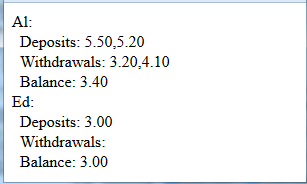 Al:
Deposits: 5.50,5.20
Withdrawals: 3.20,4.10
Balance: 3.40
Ed:
Deposits: 3.00
Withdrawals:
Balance: 3.00